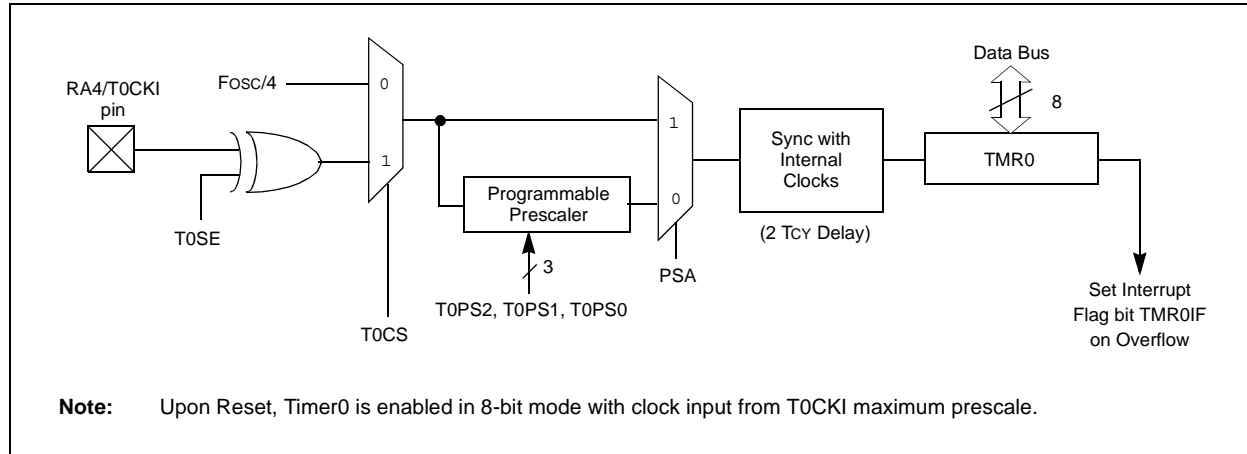 Data Bus
8
RA4/T0CKI
pin
FOSC/4
0
1
T0SE
T0CS
Programmable
Prescaler
3
T0PS2, T0PS1, T0PS0
1
0
PSA
Sync with
Internal
Clocks
(2 TCY Delay)
TMR0
Set Interrupt
Flag bit TMR0IF
on Overflow
Note: Upon Reset, Timer0 is enabled in 8-bit mode with clock input from T0CKI maximum prescale.